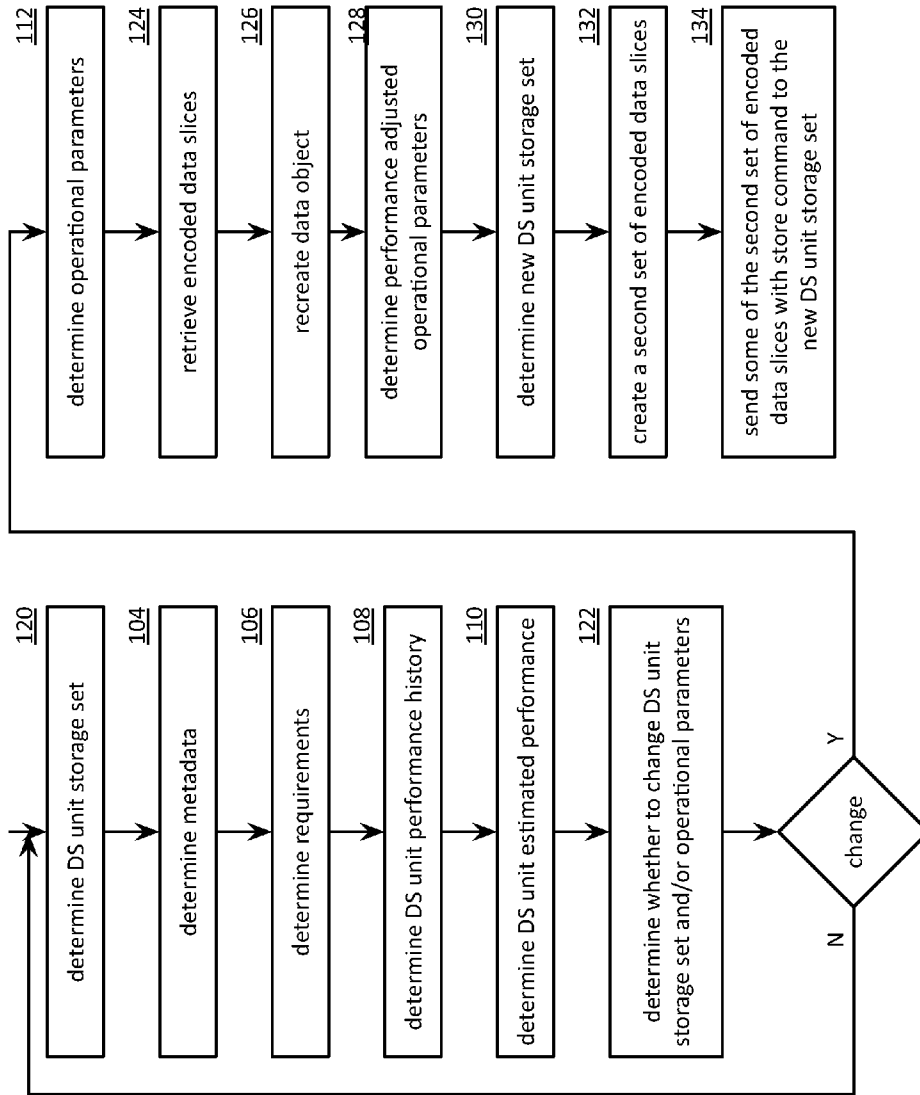 120
determine DS unit storage set
104
determine metadata
106
determine requirements
108
determine DS unit performance history
110
determine DS unit estimated performance
122
determine whether to change DS unit
storage set and/or operational parameters
change
N
Y
112
determine operational parameters
124
retrieve encoded data slices
126
recreate data object
128
determine performance adjusted
operational parameters
130
determine new DS unit storage set
132
create a second set of encoded data slices
134
send some of the second set of encoded
data slices with store command to the
new DS unit storage set